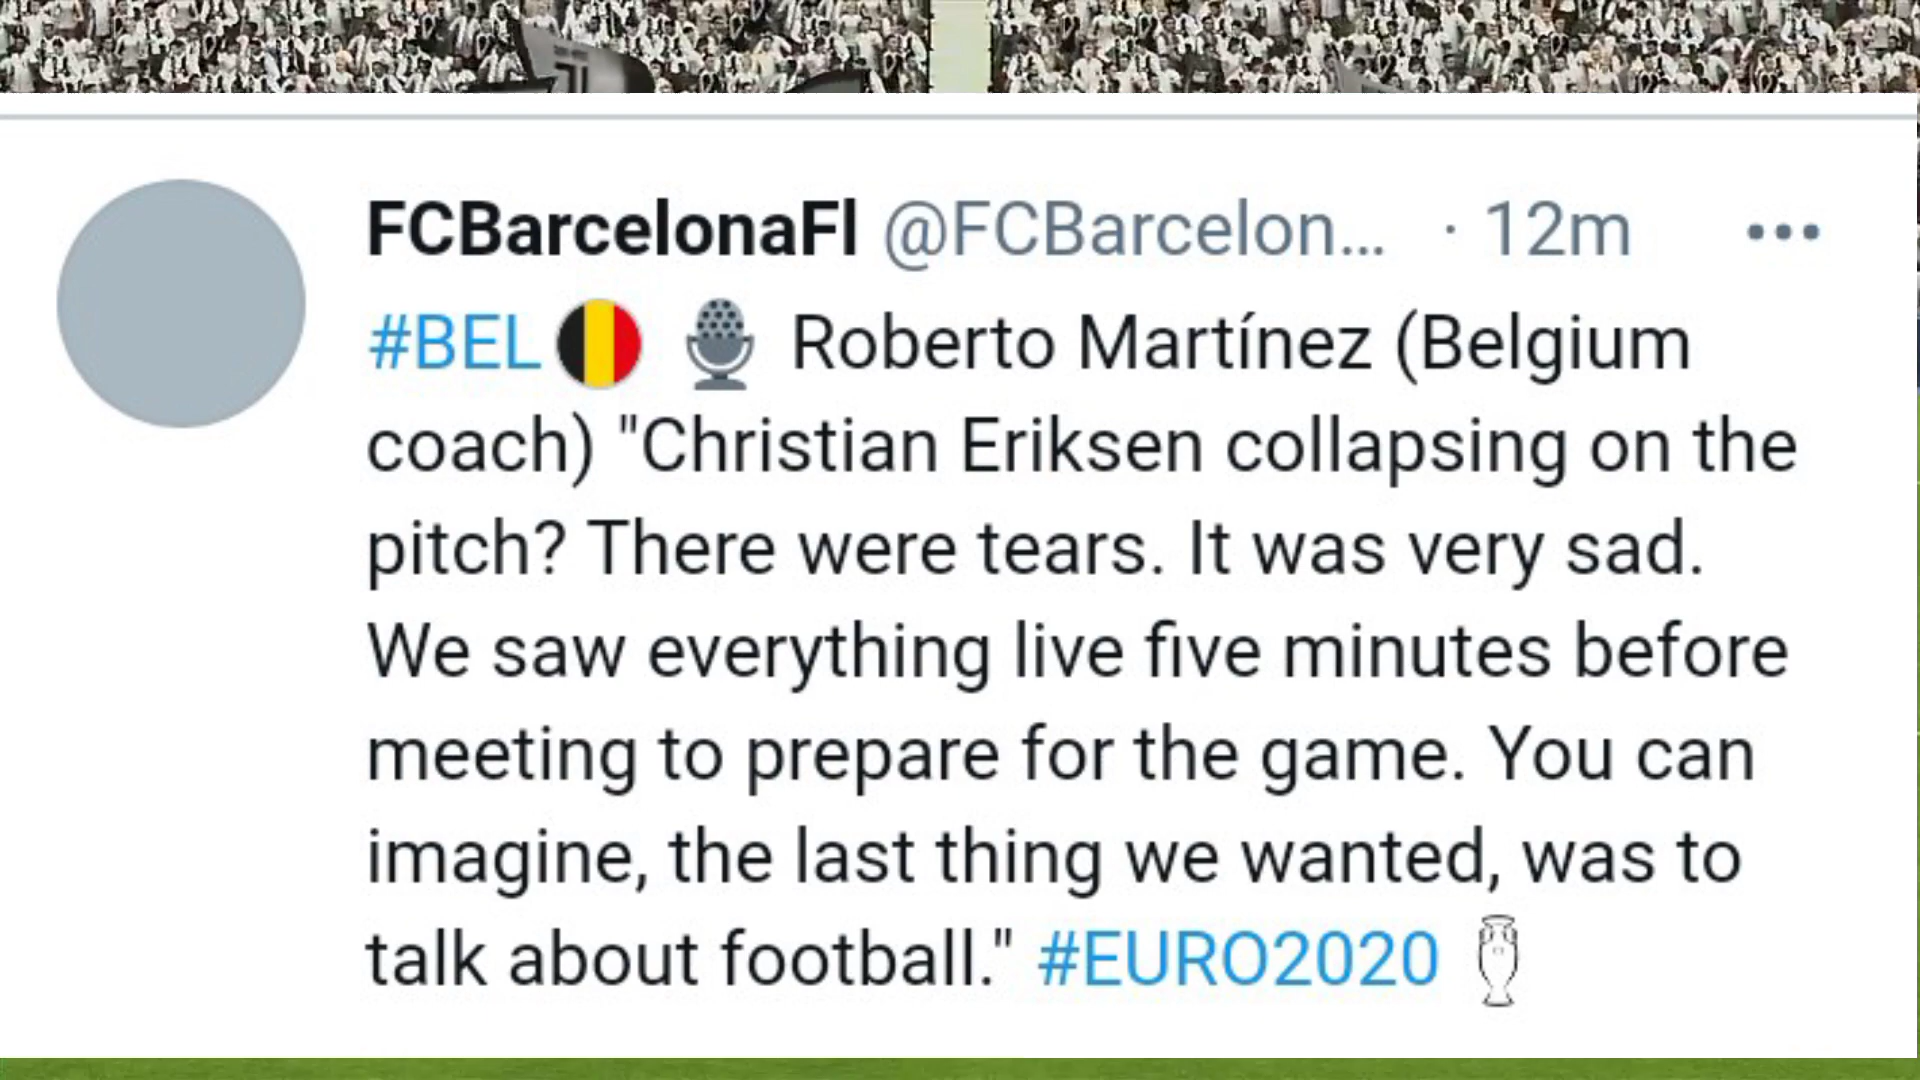 FCBarcelonaFl @FCBarcelon... · 12m
#BEL Roberto Martínez (Belgium
coach) "Christian Eriksen collapsing on the
pitch? There were tears. It was very sad.
We saw everything live five minutes before
meeting to prepare for the game. You can
imagine, the last thing we wanted, was to
talk about football." #EURO2020